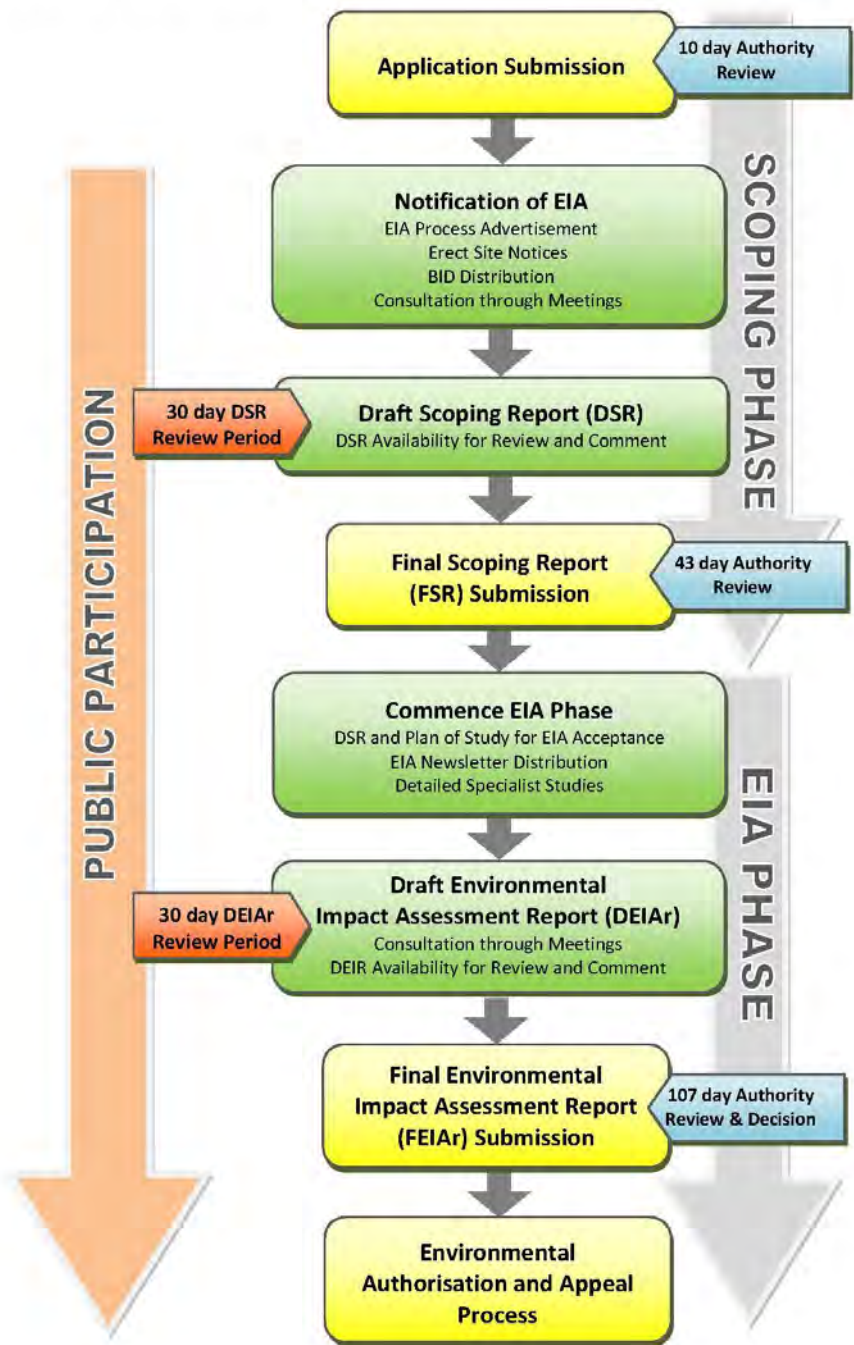 Application Submission
10 day Authority
Review
SCOPING PHASE
Notification of EIA
EIA Process Advertisement
Erect Site Notices
BID Distribution
Consultation through Meetings
PUBLIC PARTICIPATION
30 day DSR
Review Period
Draft Scoping Report (DSR)
DSR Availability for Review and Comment
Final Scoping Report
(FSR) Submission
43 day Authority
Review
Commence EIA Phase
DSR and Plan of Study for EIA Acceptance
EIA Newsletter Distribution
Detailed Specialist Studies
EIA PHASE
30 day DEIAr
Review Period
Draft Environmental
Impact Assessment Report (DEIAr)
Consultation through Meetings
DEIR Availability for Review and Comment
Final Environmental
Impact Assessment Report
(FEIAr) Submission
107 day Authority
Review & Decision
Environmental
Authorisation and Appeal
Process